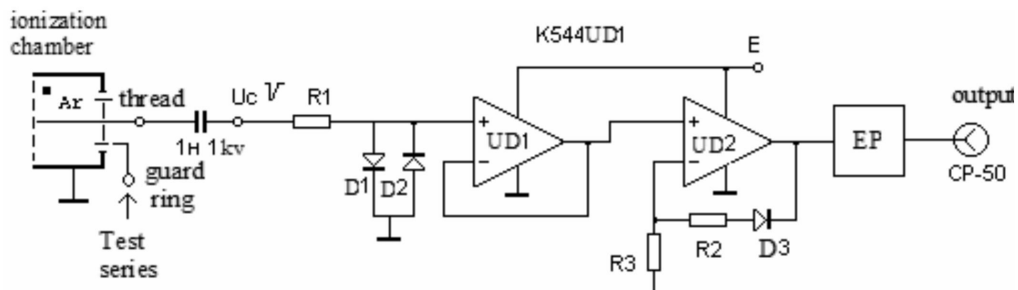 ionization
chamber
Ar
thread
1н 1kv
Uc
R1
D1
D2
guard
ring
Test
series
K544UD1
E
+
UD1
−
+
UD2
−
R2
D3
R3
EP
output
CP-50